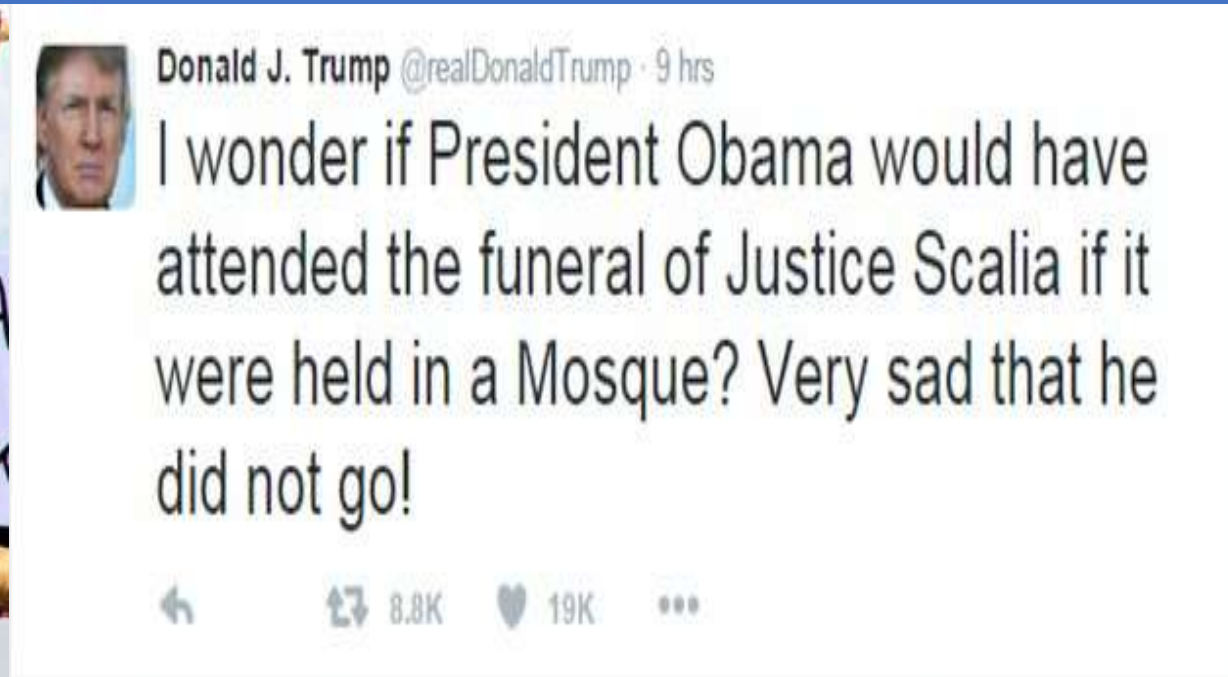 Donald J. Trump @realDonaldTrump · 9 hrs
I wonder if President Obama would have
attended the funeral of Justice Scalia if it
were held in a Mosque? Very sad that he
did not go!
8.8K 19K